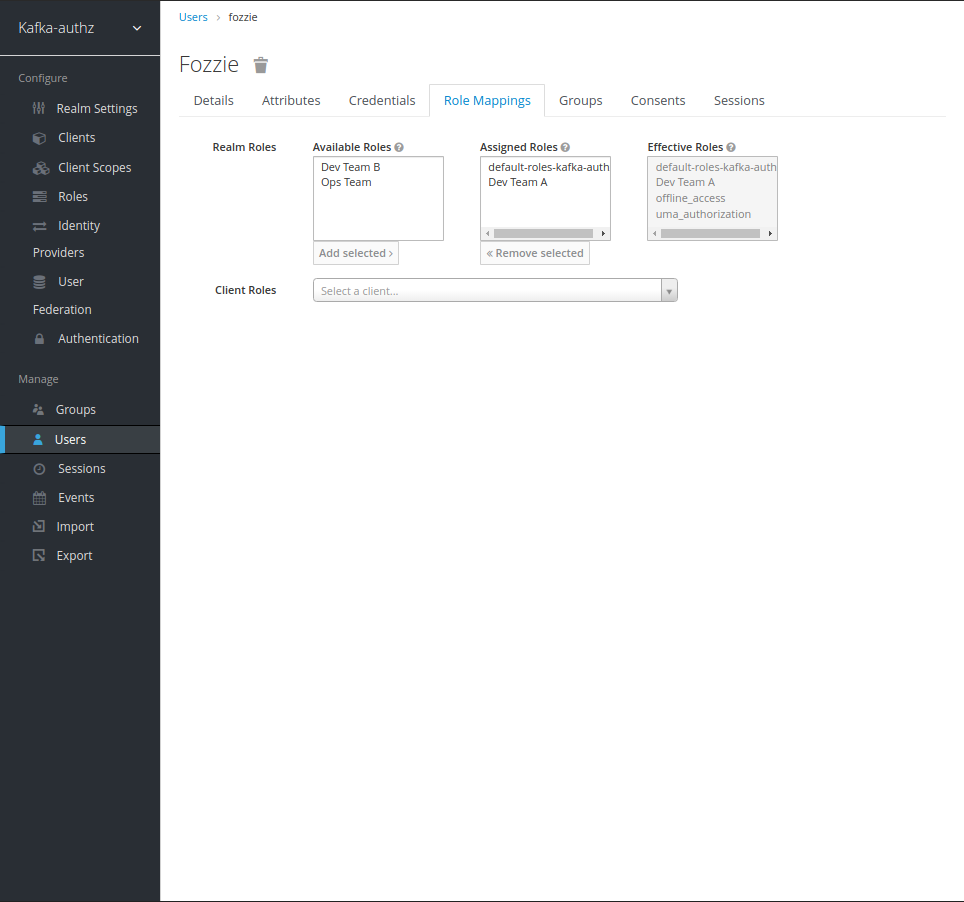 Kafka-authz
Configure
Realm Settings
Clients
Client Scopes
Roles
Identity
Providers
User
Federation
Authentication
Manage
Groups
Users
Sessions
Events
Import
Export
Users › fozzie
Fozzie
Details Attributes Credentials Role Mappings Groups Consents Sessions
Realm Roles
Available Roles ?
Dev Team B
Ops Team
Add selected ›
Assigned Roles ?
default-roles-kafka-auth
Dev Team A
« Remove selected
Effective Roles ?
default-roles-kafka-auth
Dev Team A
offline_access
uma_authorization
Client Roles
Select a client...